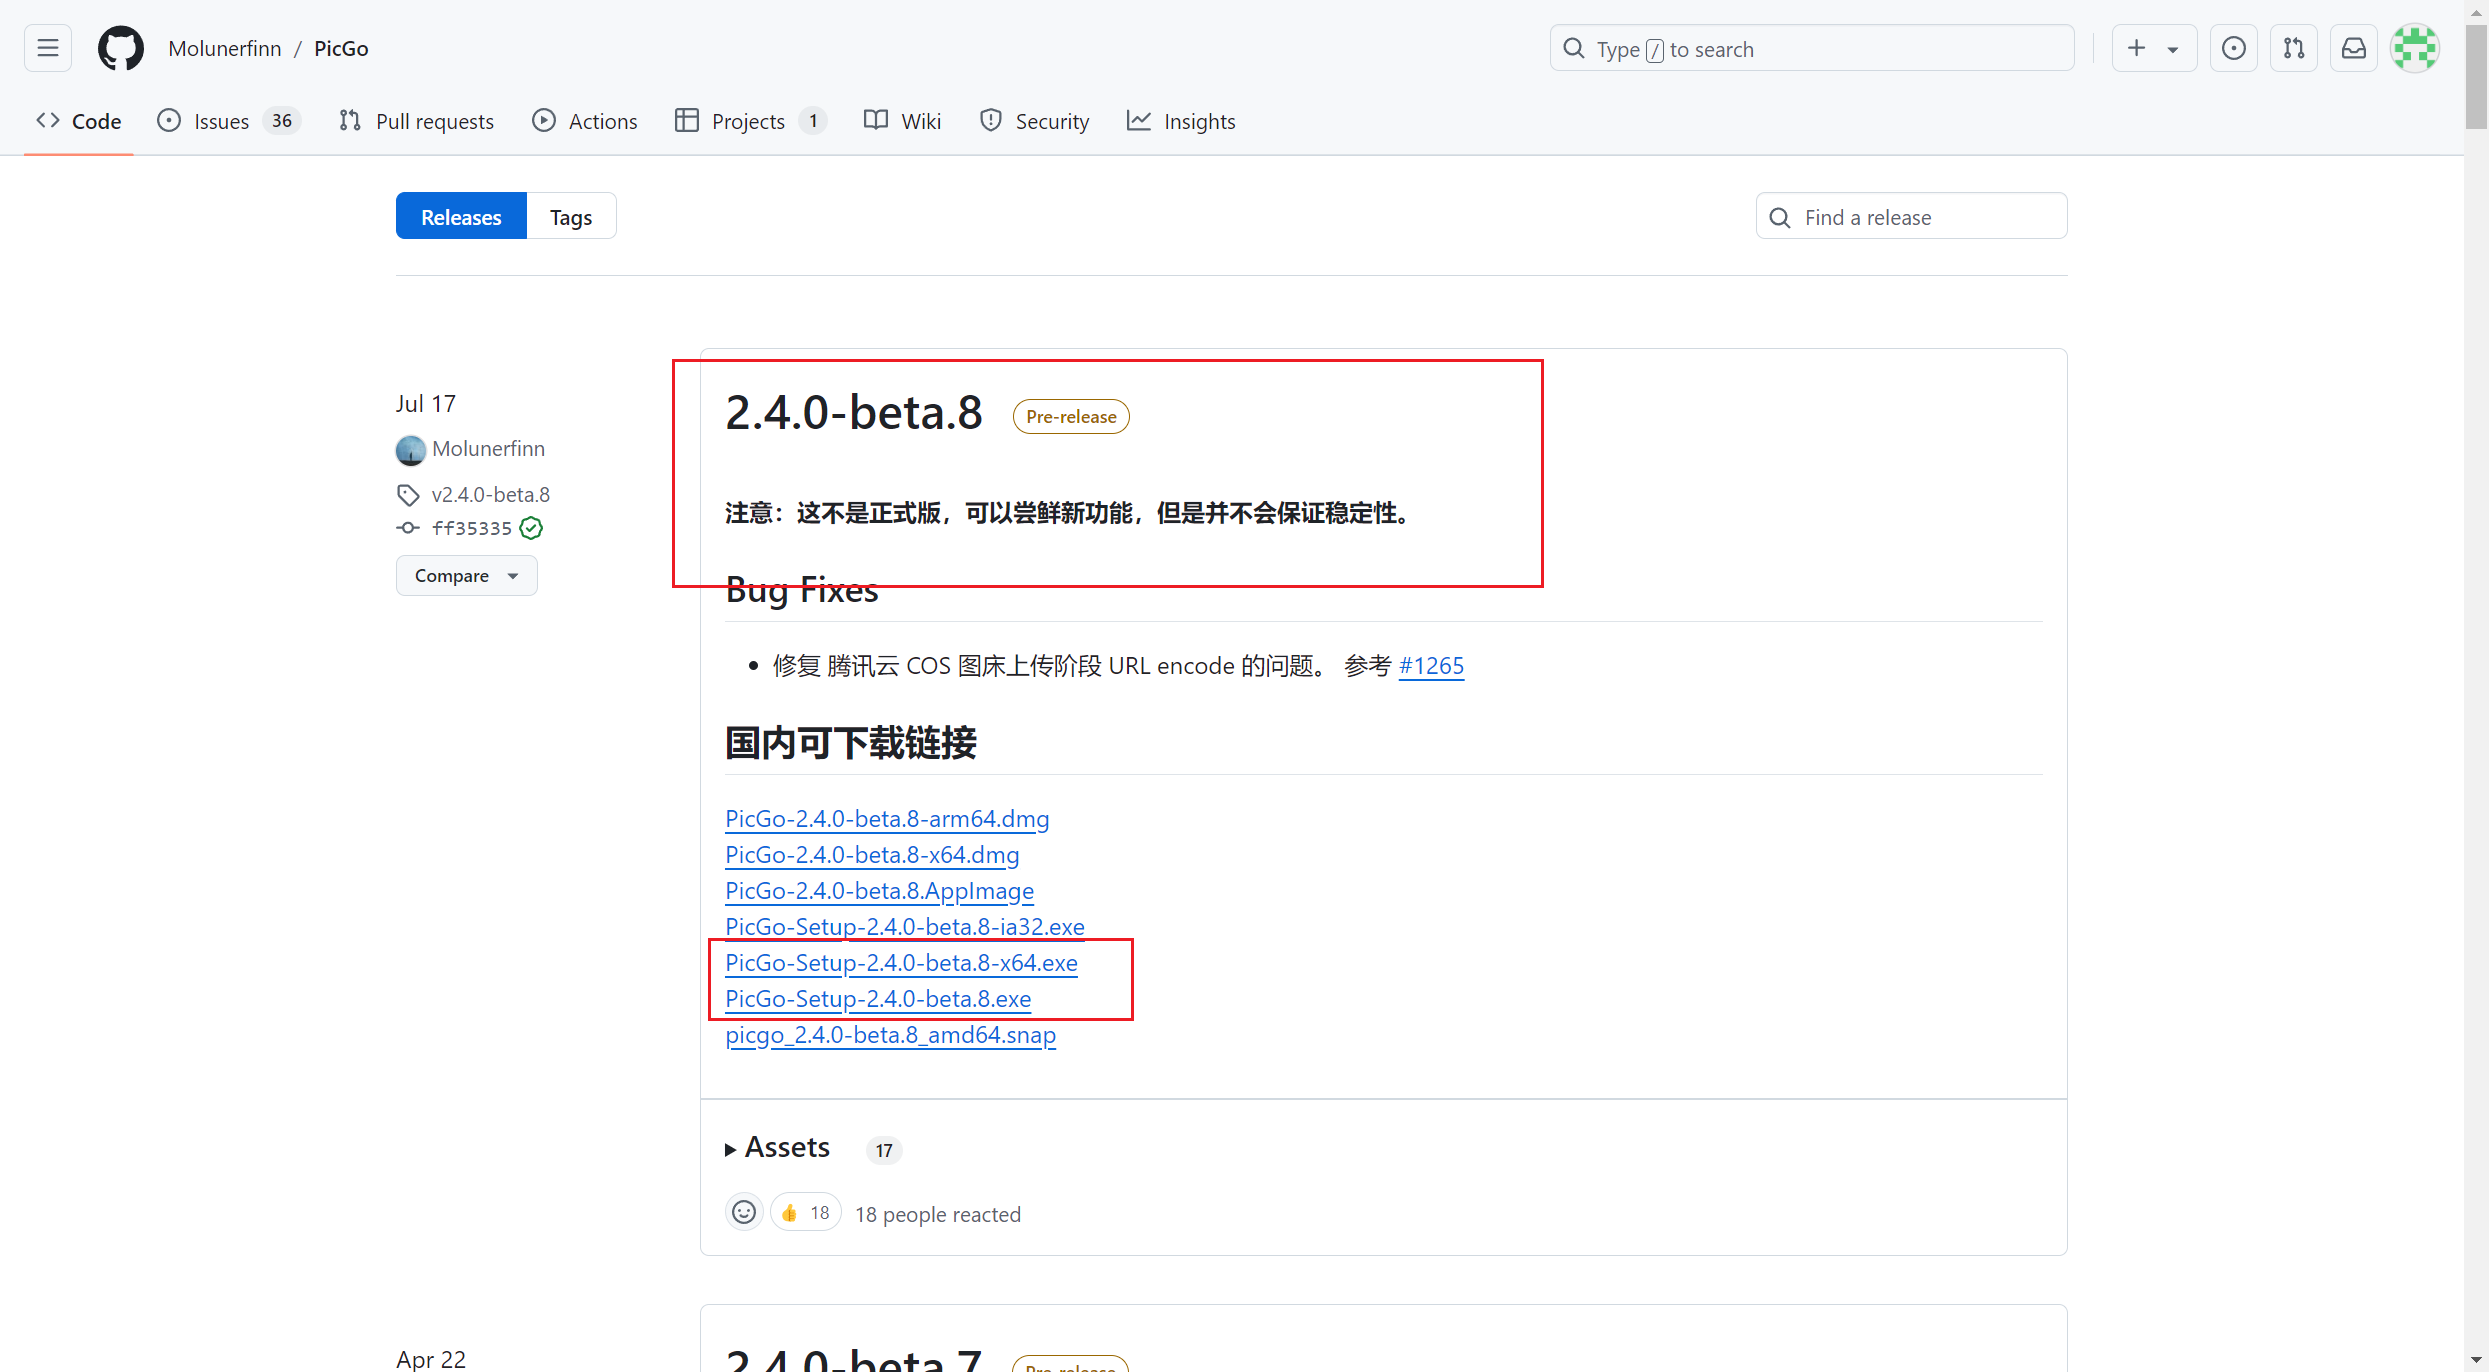 Molunerfinn / PicGo
Type / to search
Code
Issues 36
Pull requests
Actions
Projects 1
Wiki
Security
Insights
Releases
Tags
Find a release
Jul 17
Molunerfinn
v2.4.0-beta.8
ff35335
Compare
2.4.0-beta.8 Pre-release
注意：这不是正式版，可以尝鲜新功能，但是并不会保证稳定性。
Bug Fixes
修复 腾讯云 COS 图床上传阶段 URL encode 的问题。 参考 #1265
国内可下载链接
PicGo-2.4.0-beta.8-arm64.dmg
PicGo-2.4.0-beta.8-x64.dmg
PicGo-2.4.0-beta.8.AppImage
PicGo-Setup-2.4.0-beta.8-ia32.exe
PicGo-Setup-2.4.0-beta.8-x64.exe
PicGo-Setup-2.4.0-beta.8.exe
picgo_2.4.0-beta.8_amd64.snap
Assets 17
18 18 people reacted
Apr 22
2.4.0-beta.7 Pre-release